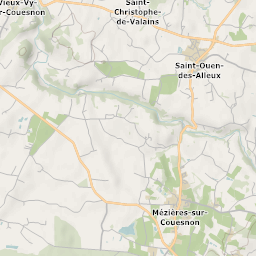 Vieux-Vy-
Couesnon
Saint-
Christophe-
de-Valains
Saint-Ouen-
des-Alleux
Mézières-sur-
Couesnon